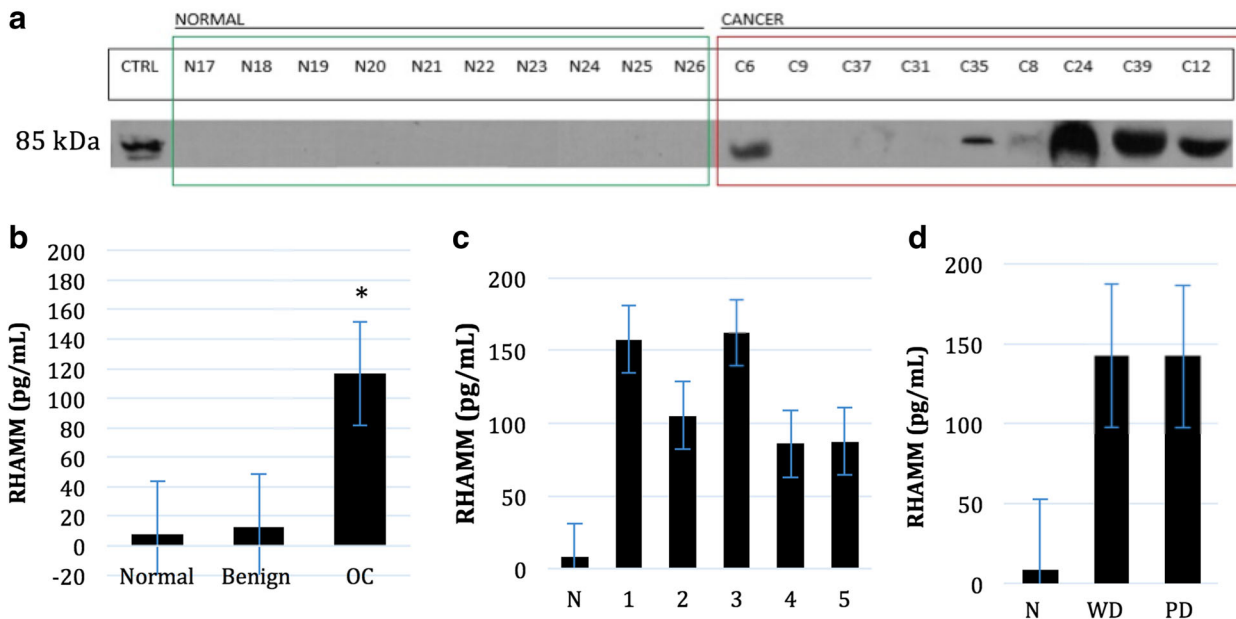 a
NORMAL CANCER
CTRL N17 N18 N19 N20 N21 N22 N23 N24 N25 N26 C6 C9 C37 C31 C35 C8 C24 C39 C12
85 kDa
b
RHAMM (pg/mL)
200
180
160
140
120
100
80
60
40
20
0
-20
*
Normal Benign OC
c
RHAMM (pg/mL)
200
150
100
50
0
N 1 2 3 4 5
d
RHAMM (pg/mL)
200
150
100
50
0
N WD PD